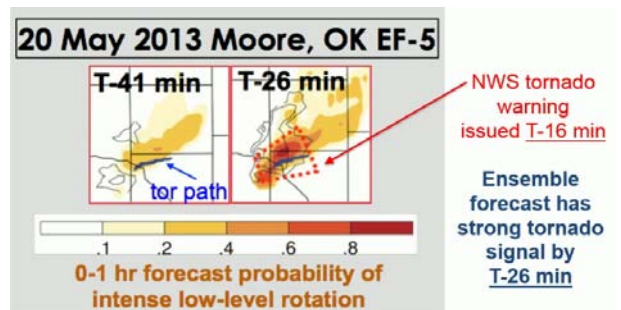 20 May 2013 Moore, OK EF-5
T-41 min
T-26 min
tor path
.1 .2 .4 .6 .8
0-1 hr forecast probability of
intense low-level rotation
NWS tornado
warning
issued T-16 min
Ensemble
forecast has
strong tornado
signal by
T-26 min